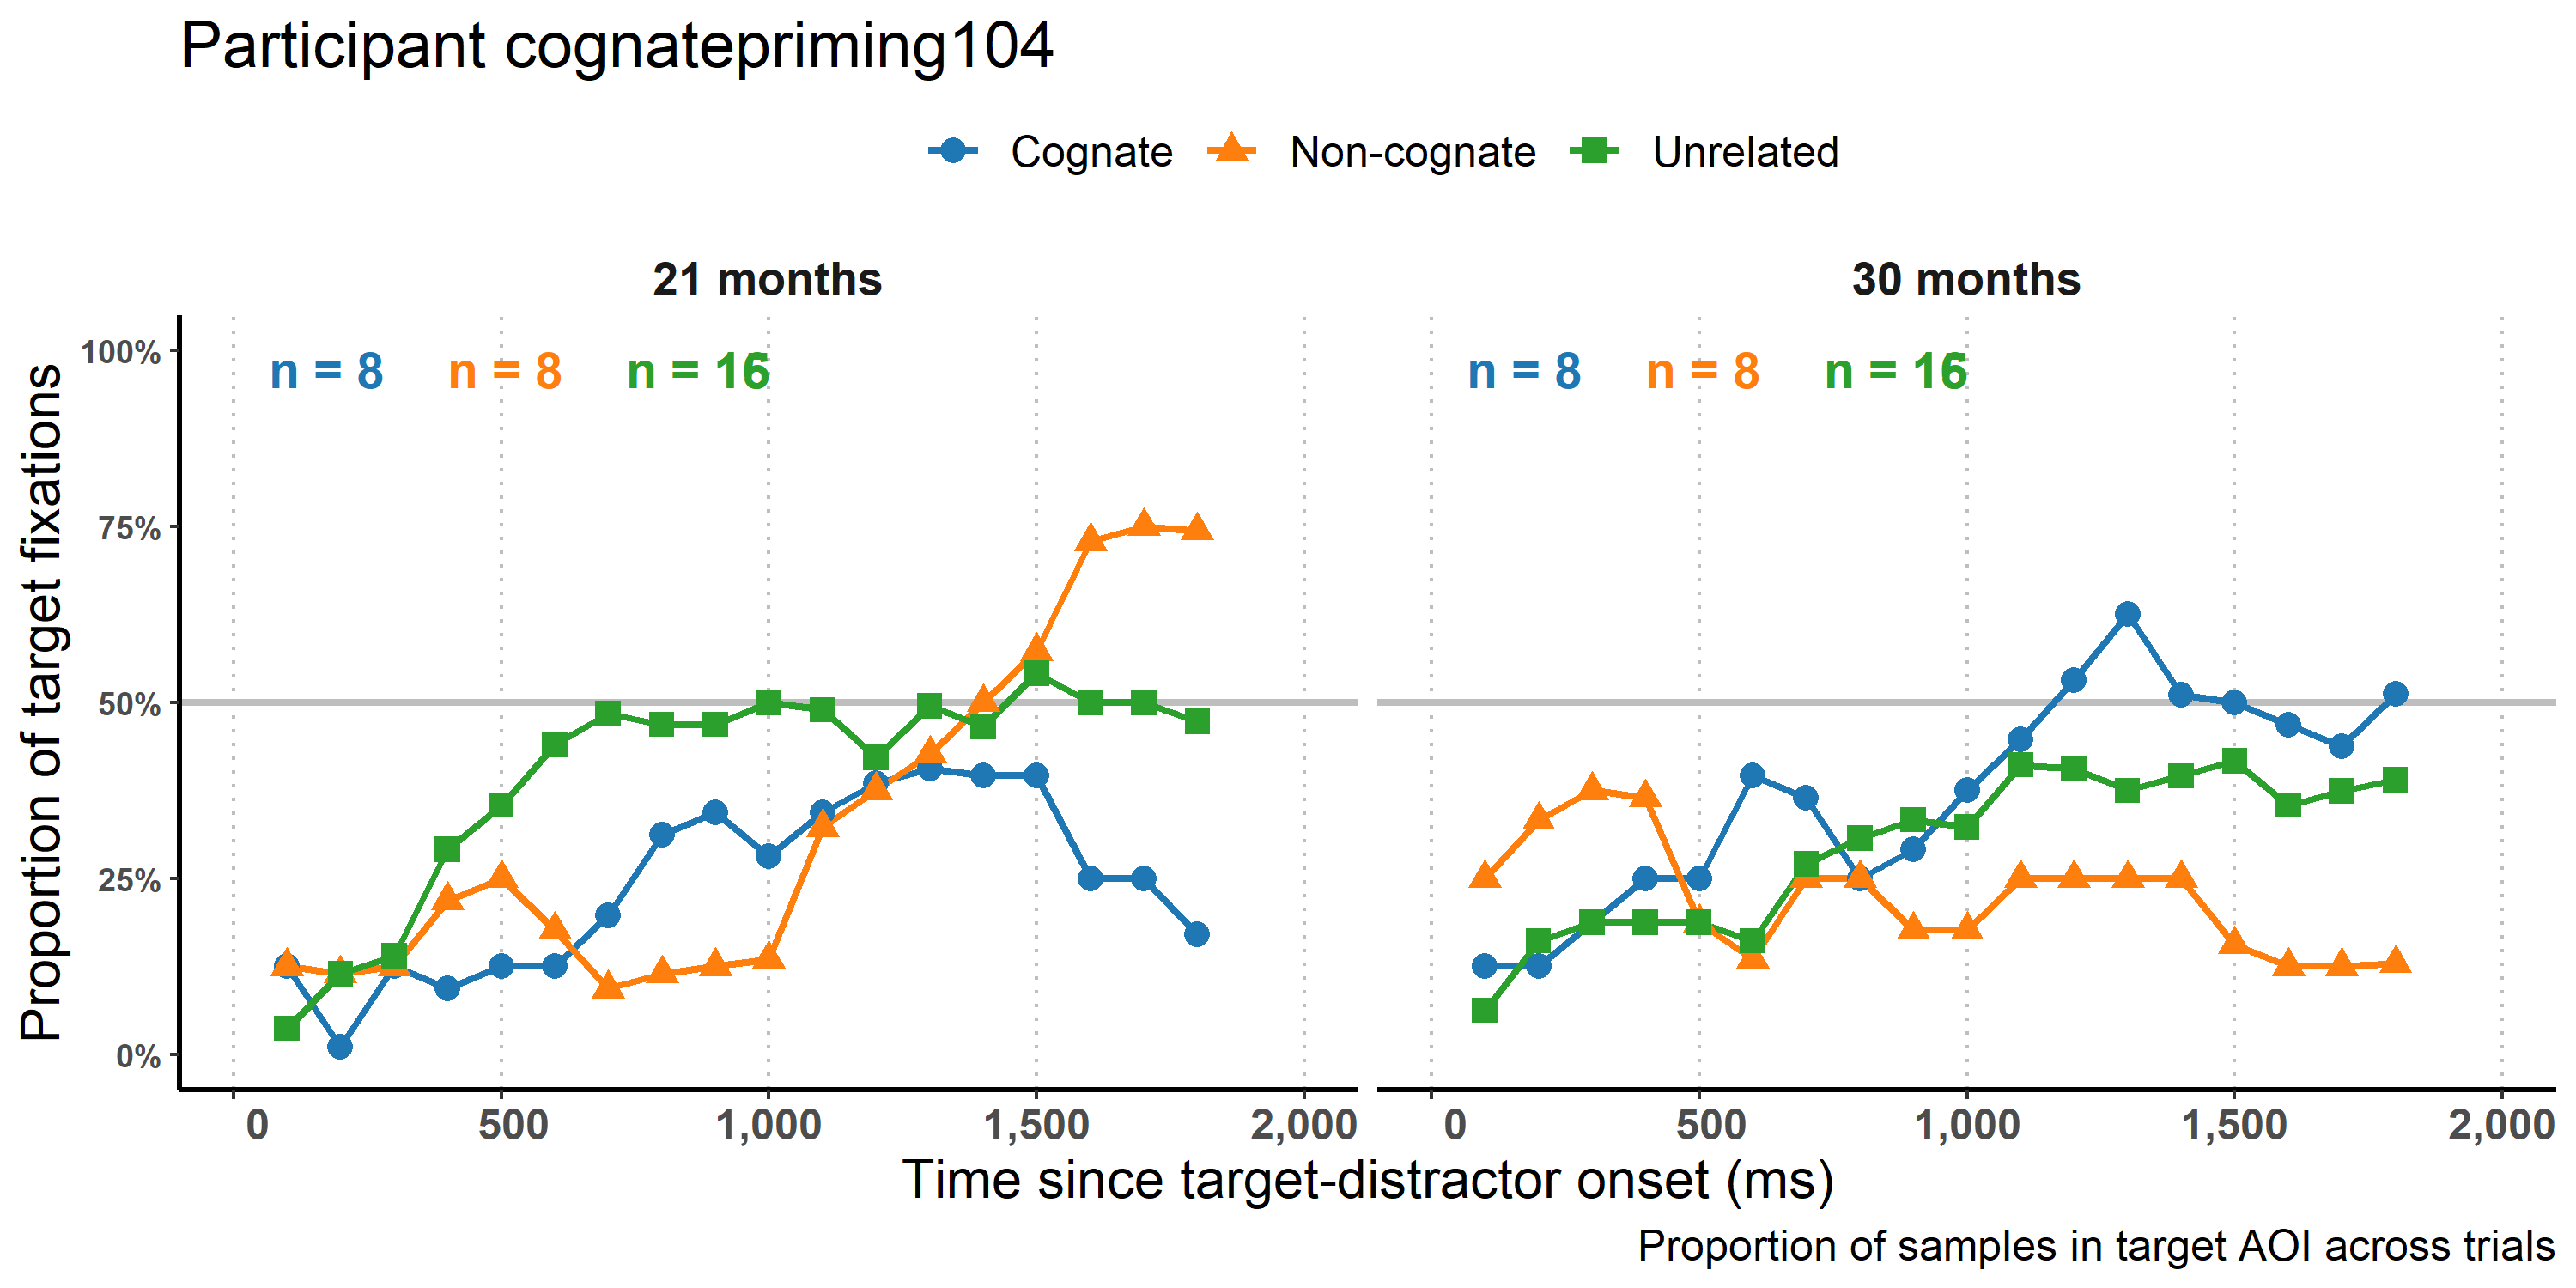 Participant cognatepriming104
Cognate Non-cognate Unrelated
21 months 30 months
100% n = 8 n = 8 n = n = 8 n = 8 n =
75%
50%
25%
0%
Proportion of target fixations
0 500 1,000 1,500 2,000 0 500 1,000 1,500 2,000
Time since target-distractor onset (ms)
Proportion of samples in target AOI across trials